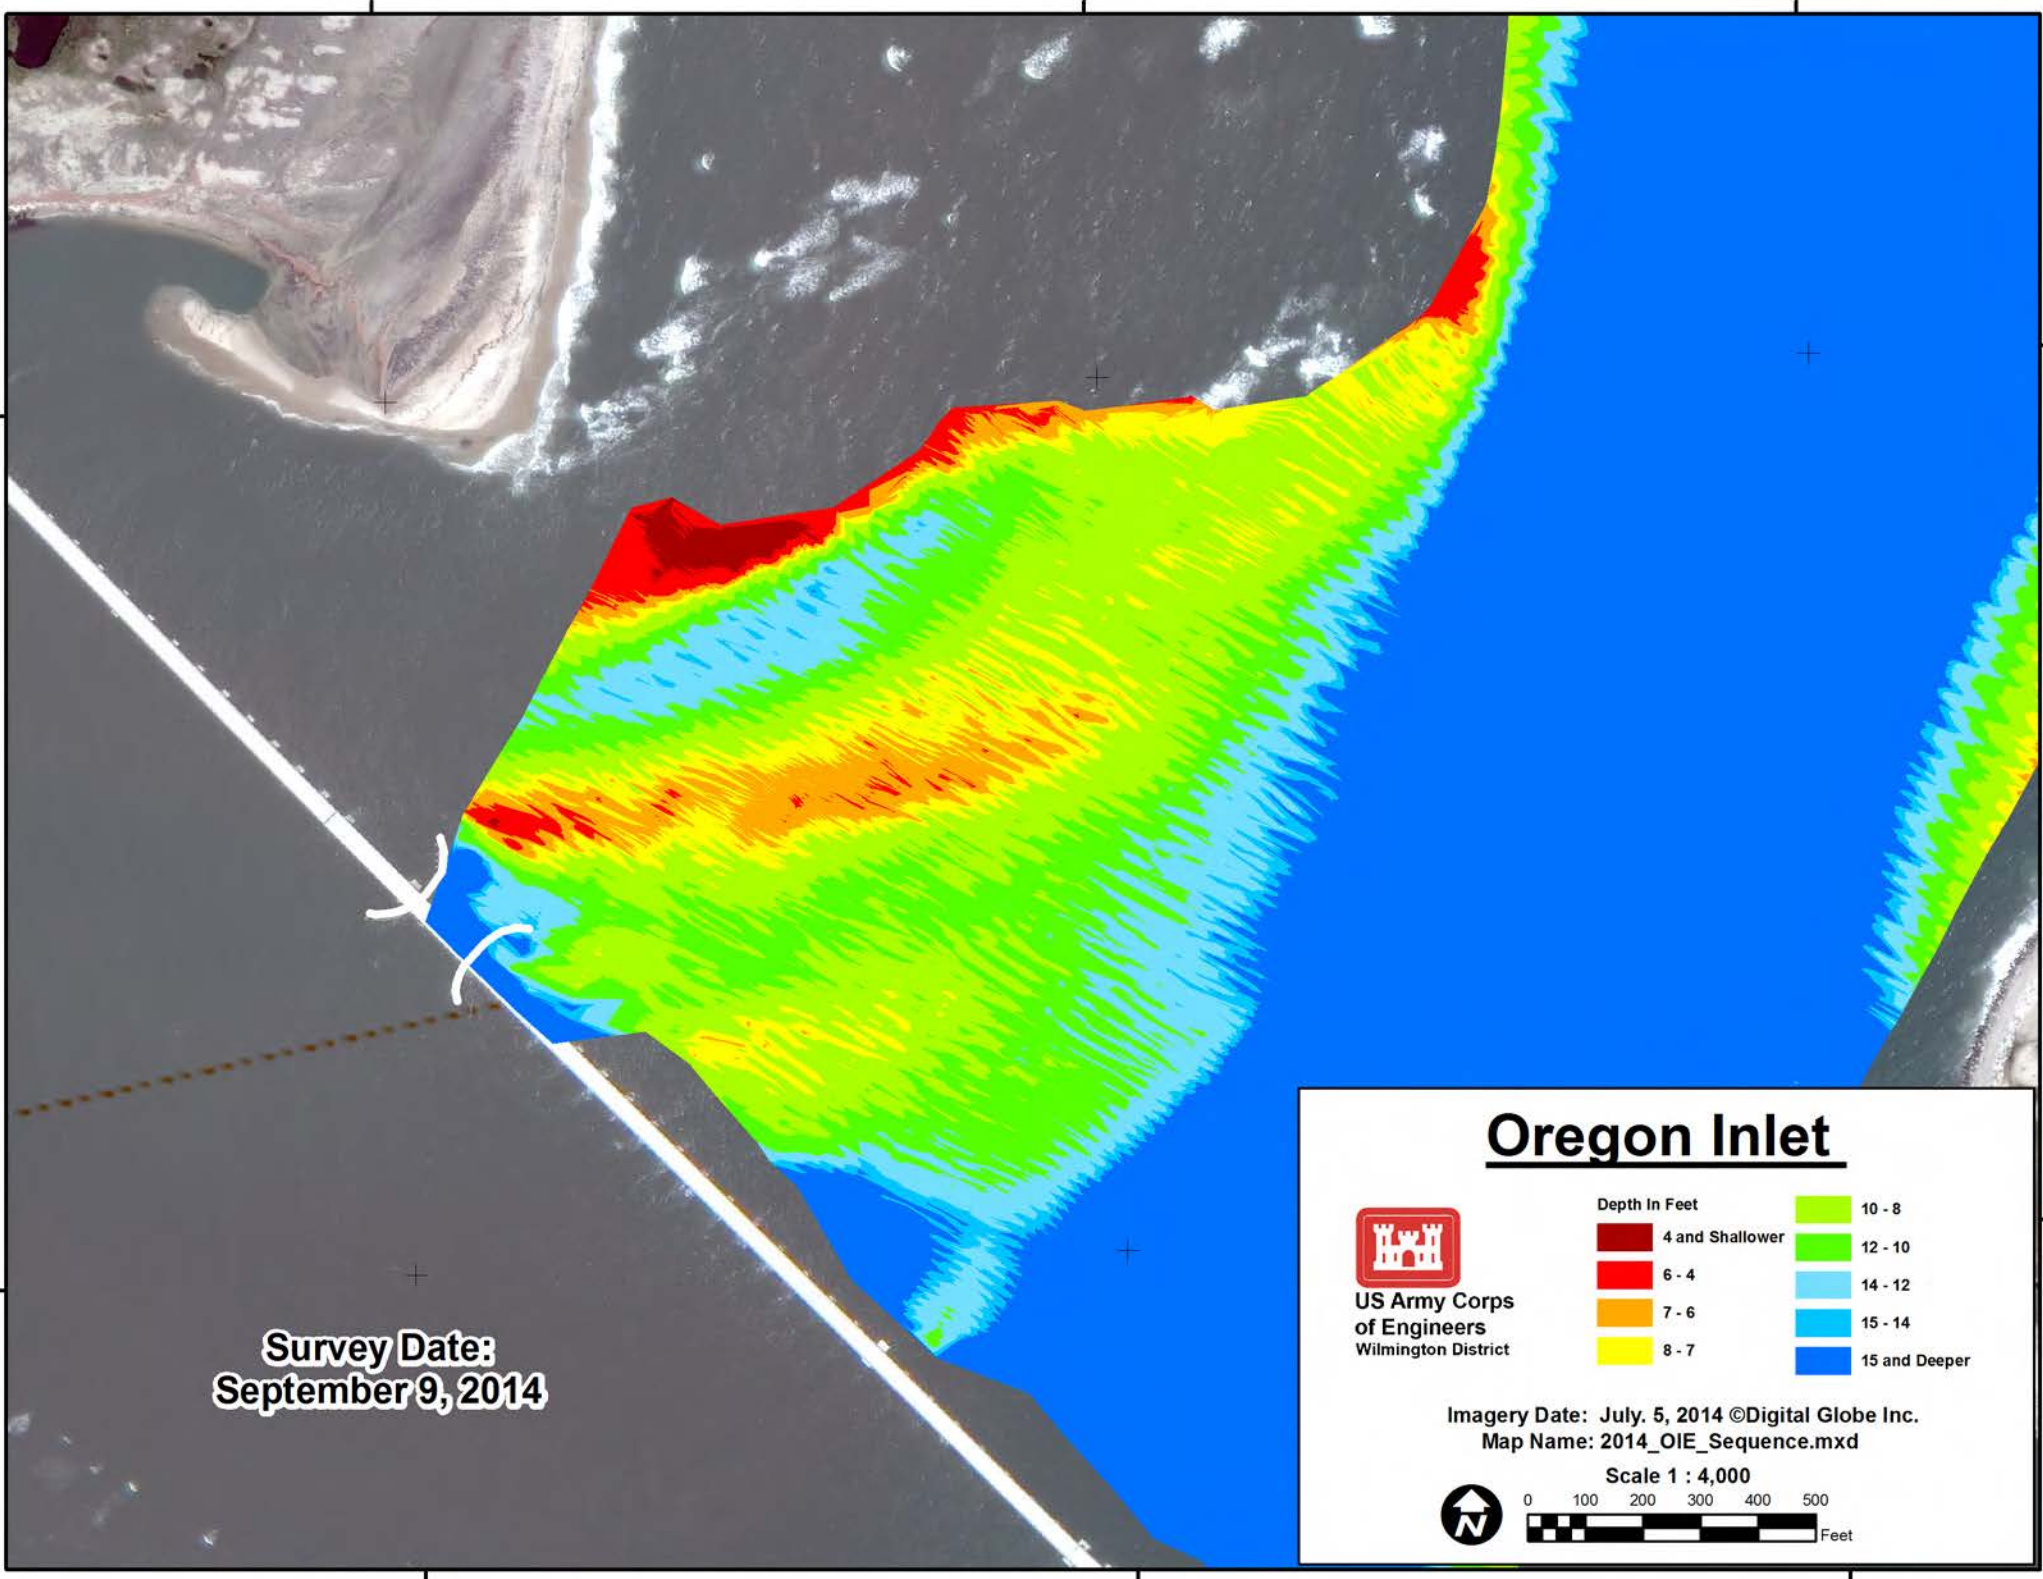 Survey Date:
September 9, 2014
Oregon Inlet
US Army Corps
of Engineers
Wilmington District
Depth In Feet
4 and Shallower
6 - 4
7 - 6
8 - 7
10 - 8
12 - 10
14 - 12
15 - 14
15 and Deeper
Imagery Date: July. 5, 2014 ©Digital Globe Inc.
Map Name: 2014_OIE_Sequence.mxd
Scale 1 : 4,000
N
0 100 200 300 400 500
Feet